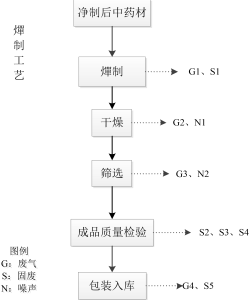 净制后中药材
燀制工艺
燀制
G1、S1
干燥
G2、N1
筛选
G3、N2
成品质量检验
S2、S3、S4
图例
G：废气
S：固废
N：噪声
包装入库
G4、S5